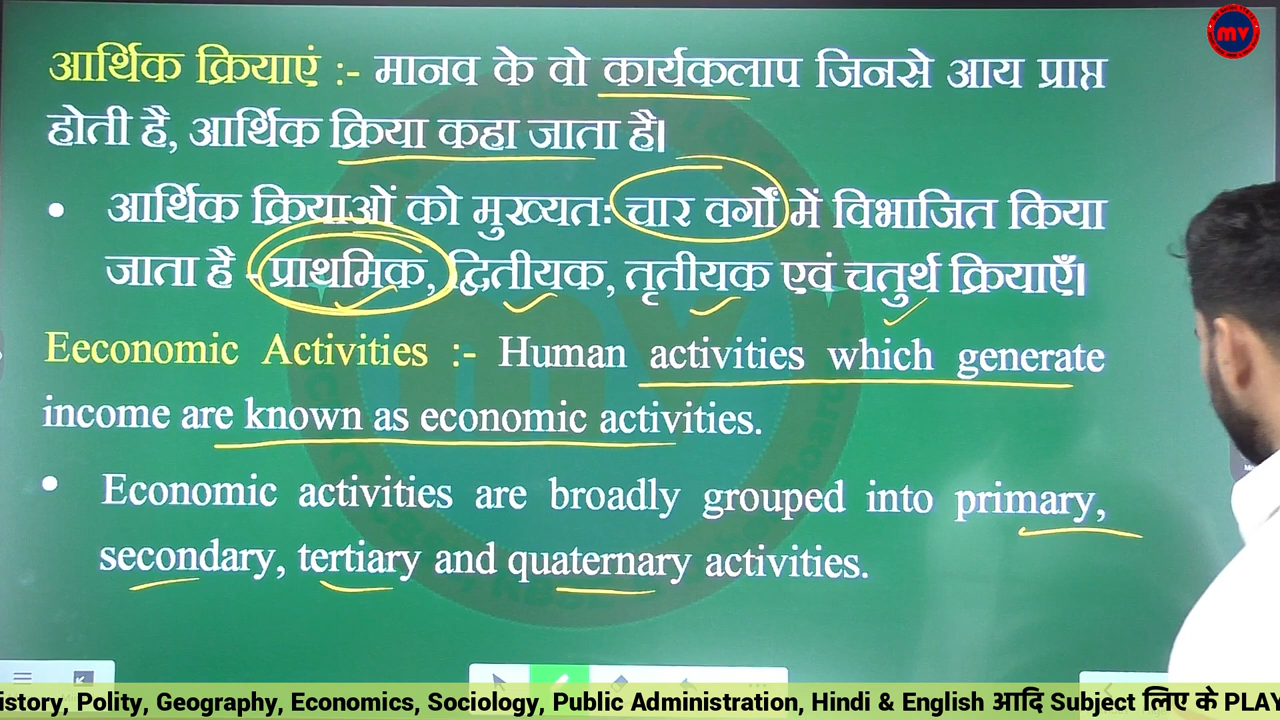 mv
आर्थिक क्रियाएं :- मानव के वो कार्यकलाप जिनसे आय प्राप्त
होती है, आर्थिक क्रिया कहा जाता है।
• आर्थिक क्रियाओं को मुख्यतः चार वर्गों में विभाजित किया
जाता है - प्राथमिक, द्वितीयक, तृतीयक एवं चतुर्थ क्रियाएँ।
Eeconomic Activities :- Human activities which generate
income are known as economic activities.
• Economic activities are broadly grouped into primary,
secondary, tertiary and quaternary activities.
istory, Polity, Geography, Economics, Sociology, Public Administration, Hindi & English आदि Subject लिए के PLAY